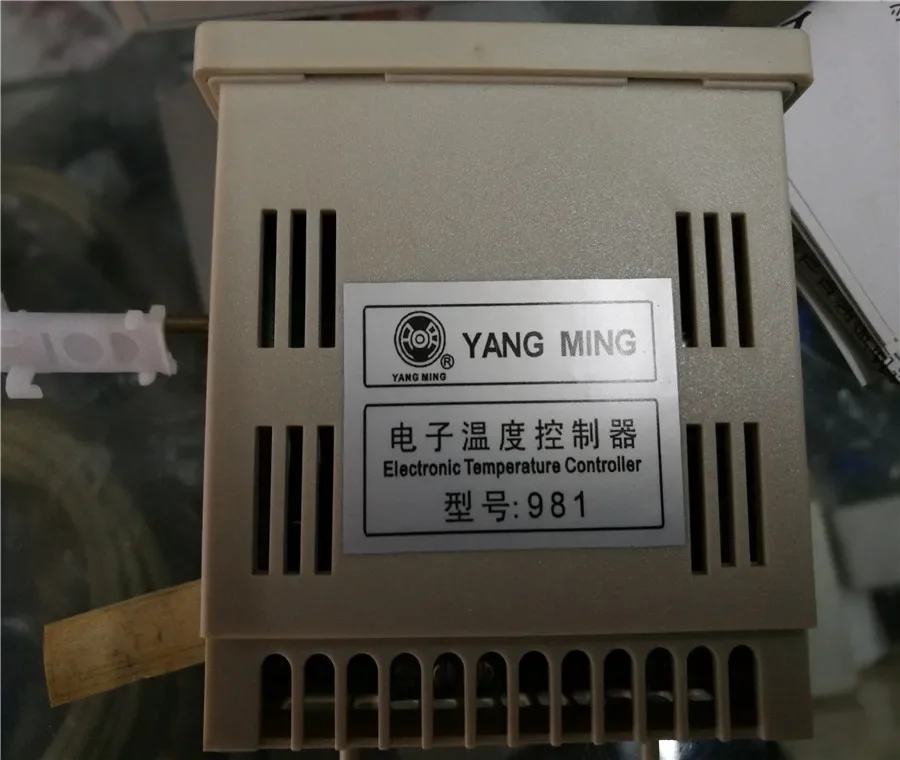 YANG MING
®
YANG MING
电子温度控制器
Electronic Temperature Controller
型号:981